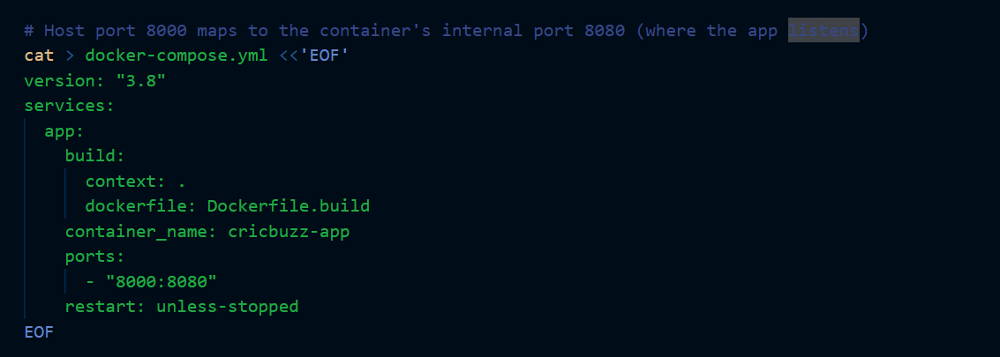 # Host port 8000 maps to the container's internal port 8080 (where the app listens)
cat > docker-compose.yml <<'EOF'
version: "3.8"
services:
  app:
    build:
      context: .
      dockerfile: Dockerfile.build
    container_name: cricbuzz-app
    ports:
      - "8000:8080"
    restart: unless-stopped
EOF